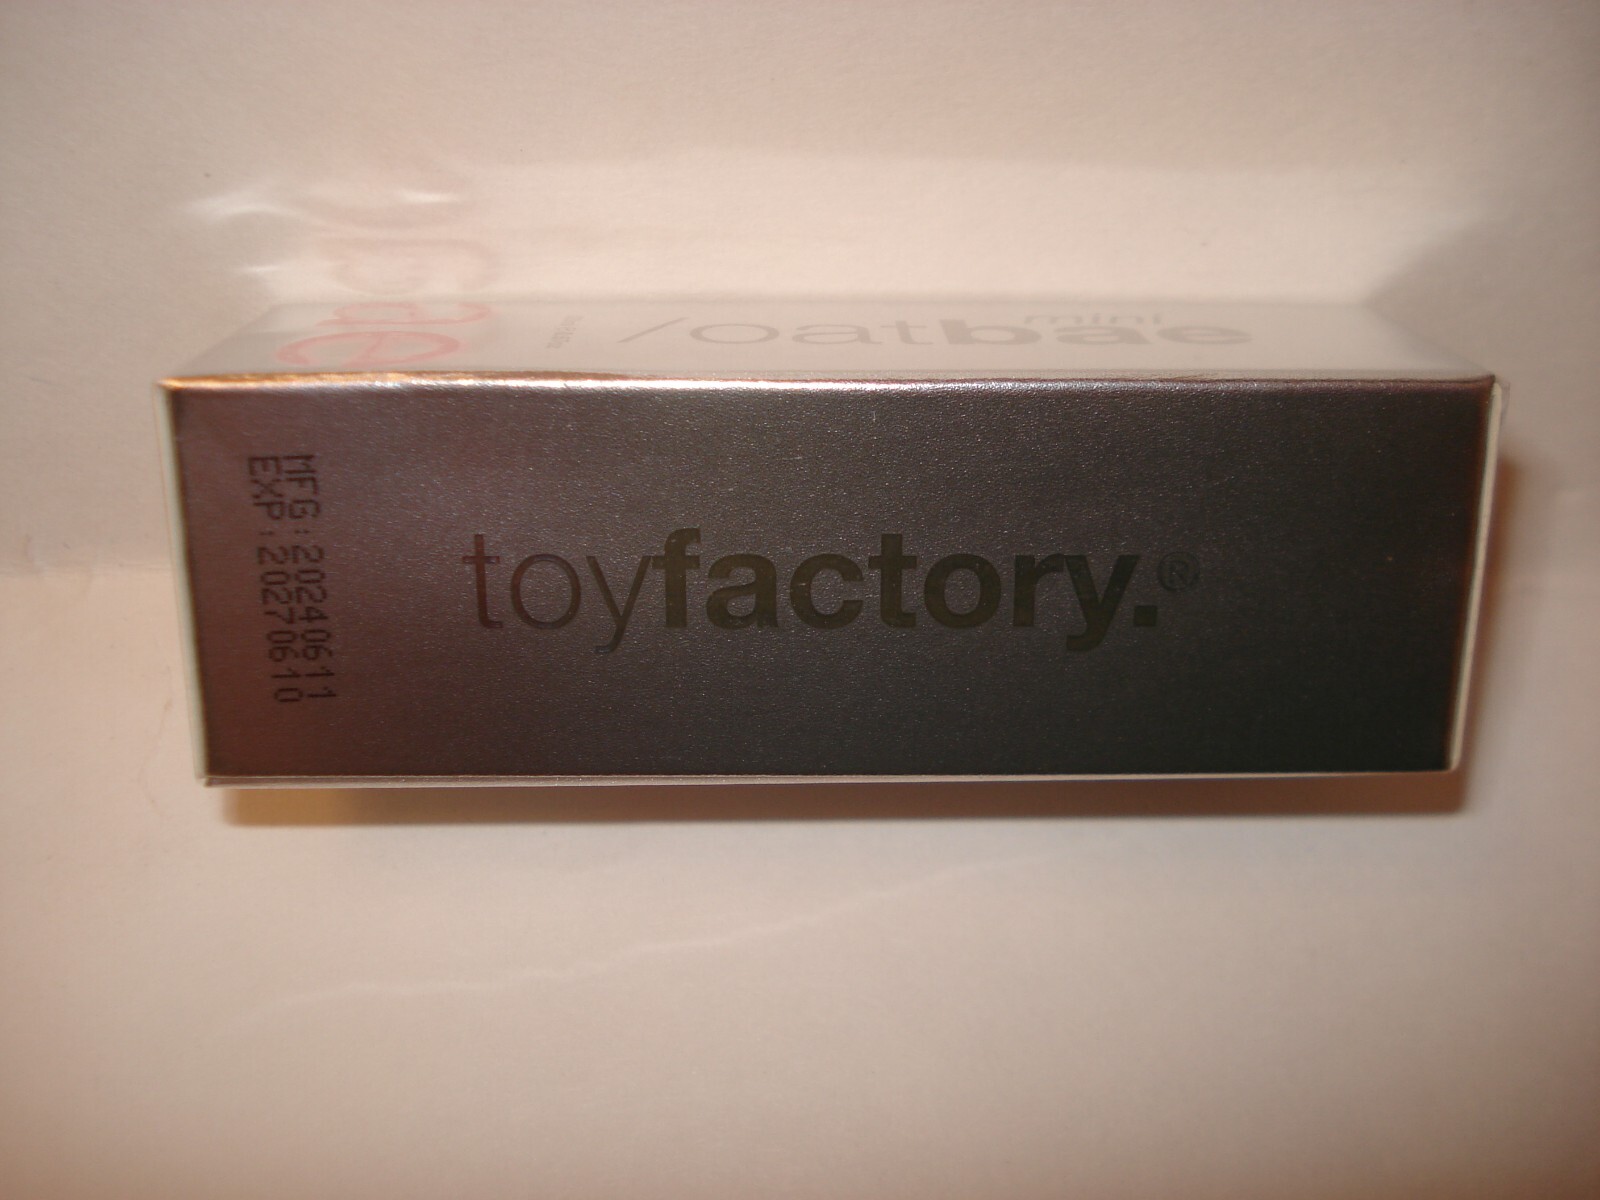 mini
/oatbae
toyfactory.®
MFG:20240611
EXP:20270610